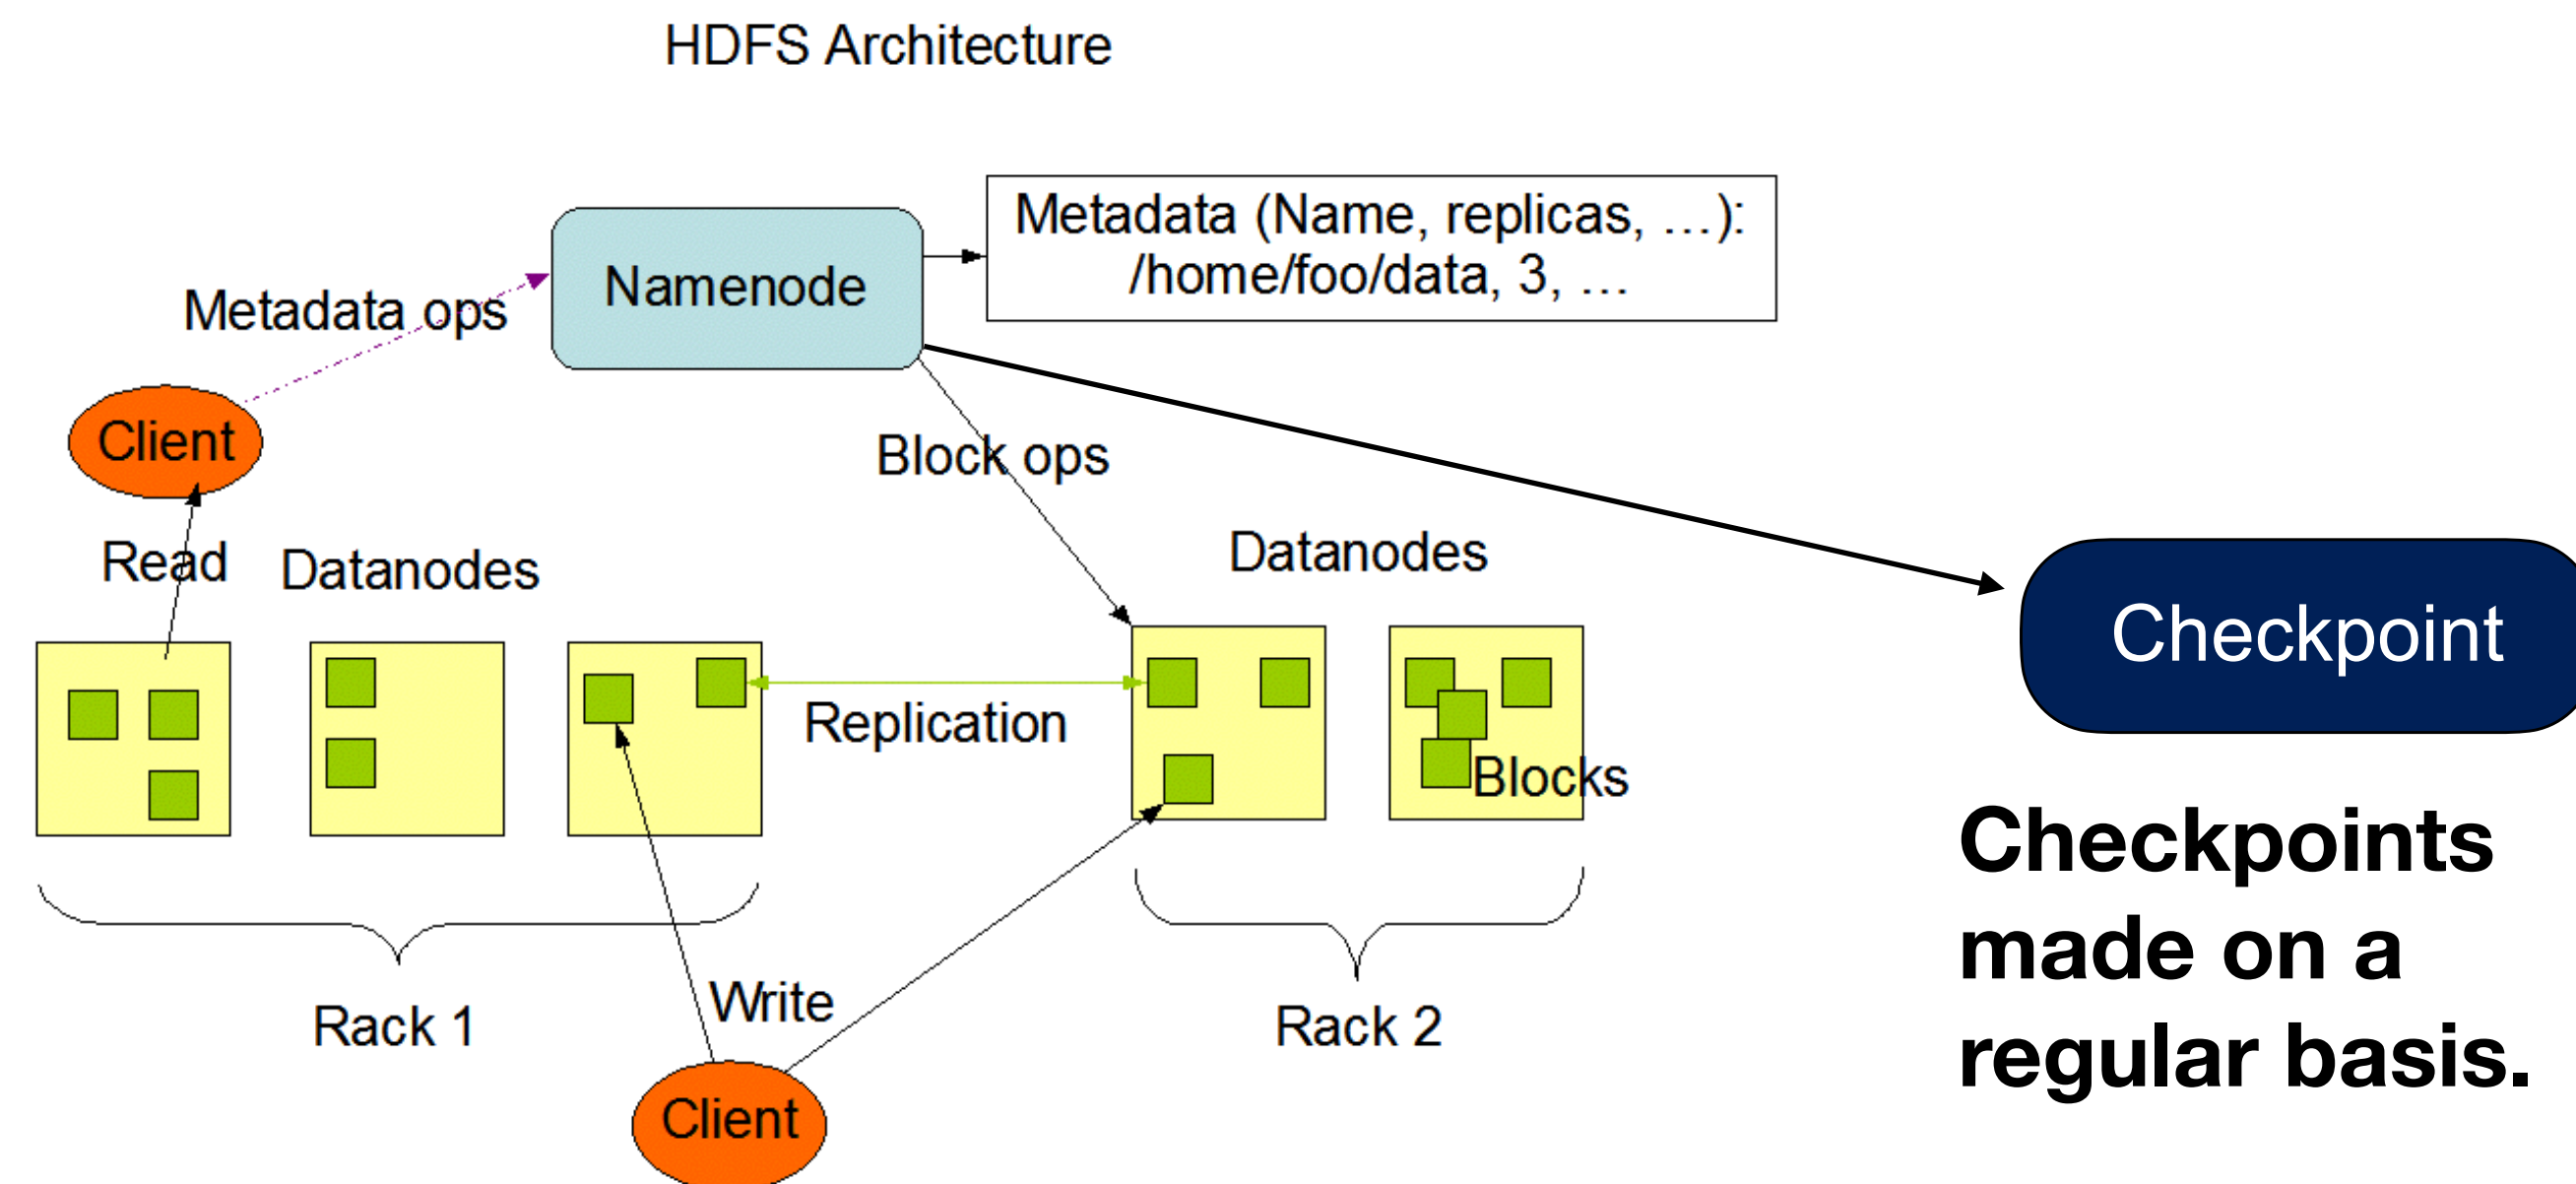 HDFS Architecture
Metadata (Name, replicas, …):
/home/foo/data, 3, …
Namenode
Metadata ops
Client
Block ops
Read
Datanodes
Datanodes
Checkpoint
Replication
Blocks
Checkpoints
made on a
regular basis.
Write
Rack 1
Rack 2
Client